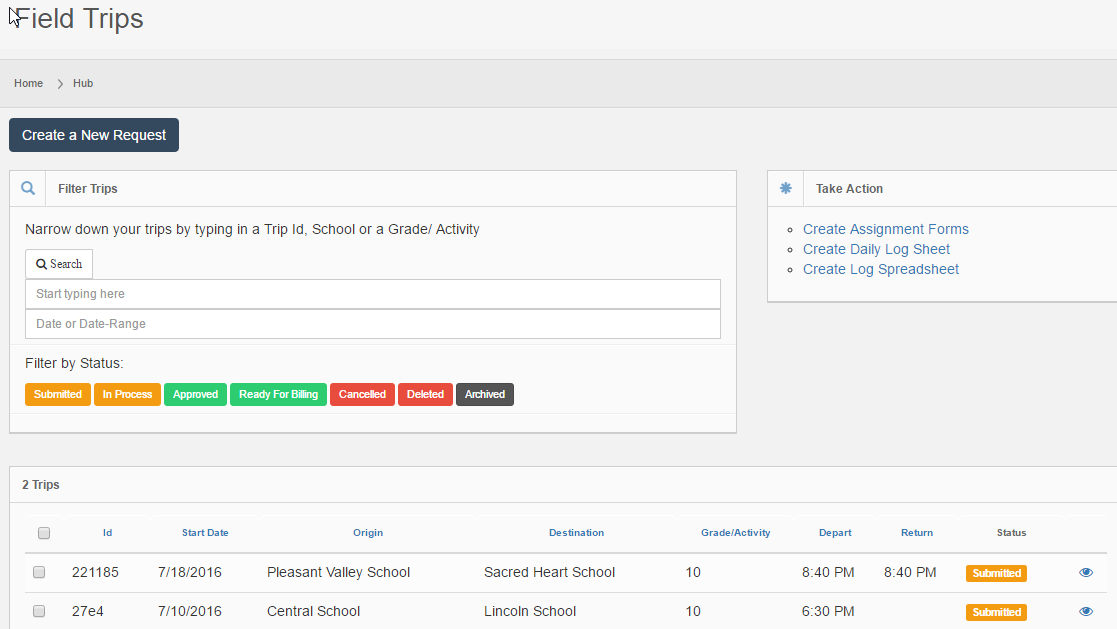 Field Trips
Home > Hub
Create a New Request
Filter Trips
Narrow down your trips by typing in a Trip Id, School or a Grade/ Activity
Search
Start typing here
Date or Date-Range
Filter by Status:
Submitted In Process Approved Ready For Billing Cancelled Deleted Archived
Take Action
Create Assignment Forms
Create Daily Log Sheet
Create Log Spreadsheet
2 Trips
Id Start Date Origin Destination Grade/Activity Depart Return Status
221185 7/18/2016 Pleasant Valley School Sacred Heart School 10 8:40 PM 8:40 PM Submitted
27e4 7/10/2016 Central School Lincoln School 10 6:30 PM Submitted